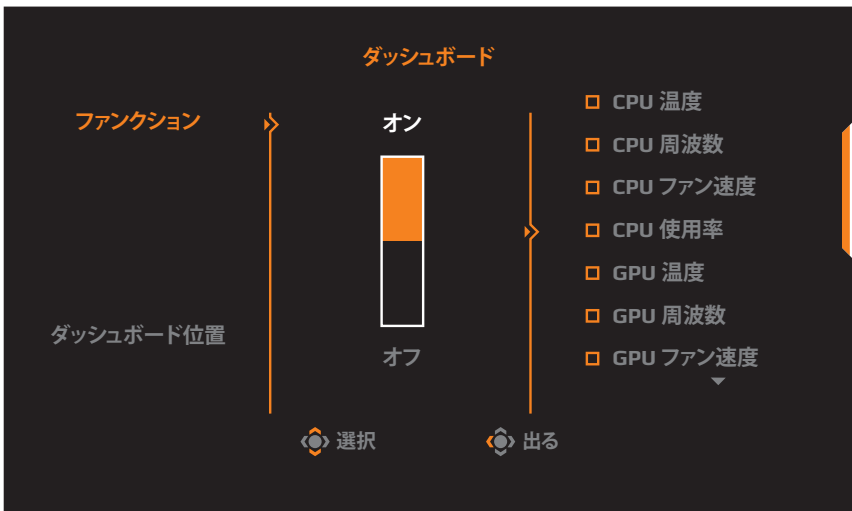 ダッシュボード
ファンクション
ダッシュボード位置
オン
オフ
CPU 温度
CPU 周波数
CPU ファン速度
CPU 使用率
GPU 温度
GPU 周波数
GPU ファン速度
選択
出る